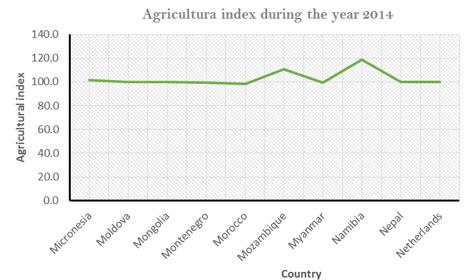 Agricultura index during the year 2014
140.0
120.0
100.0
80.0
60.0
40.0
20.0
0.0
Agricultural index
Micronesia
Moldova
Mongolia
Montenegro
Morocco
Mozambique
Myanmar
Namibia
Nepal
Netherlands
Country